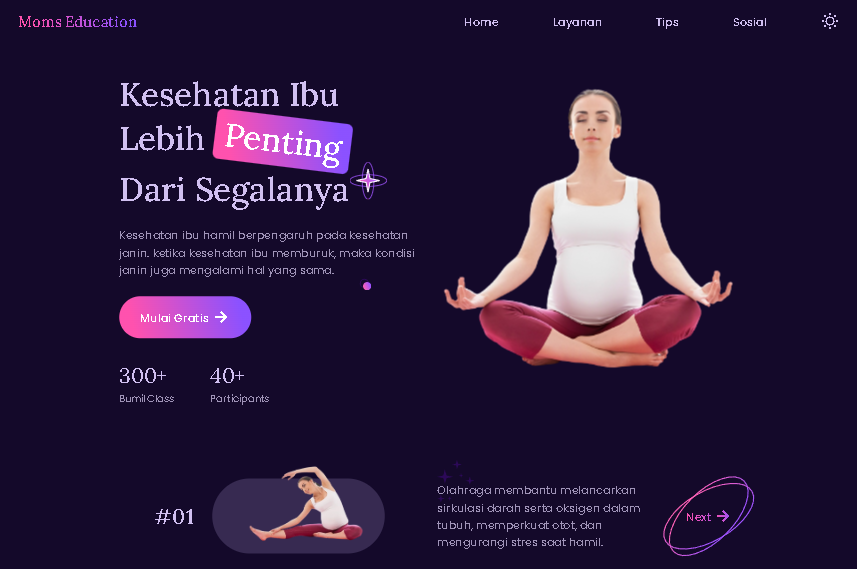 Moms Education
Home
Layanan
Tips
Sosial
Kesehatan Ibu
Lebih Penting
Dari Segalanya
Kesehatan ibu hamil berpengaruh pada kesehatan
janin. ketika kesehatan ibu memburuk, maka kondisi
janin juga mengalami hal yang sama.
Mulai Gratis
300+
40+
Bumil Class
Participants
#01
Olahraga membantu melancarkan
sirkulasi darah serta oksigen dalam
tubuh, memperkuat otot, dan
mengurangi stres saat hamil.
Next